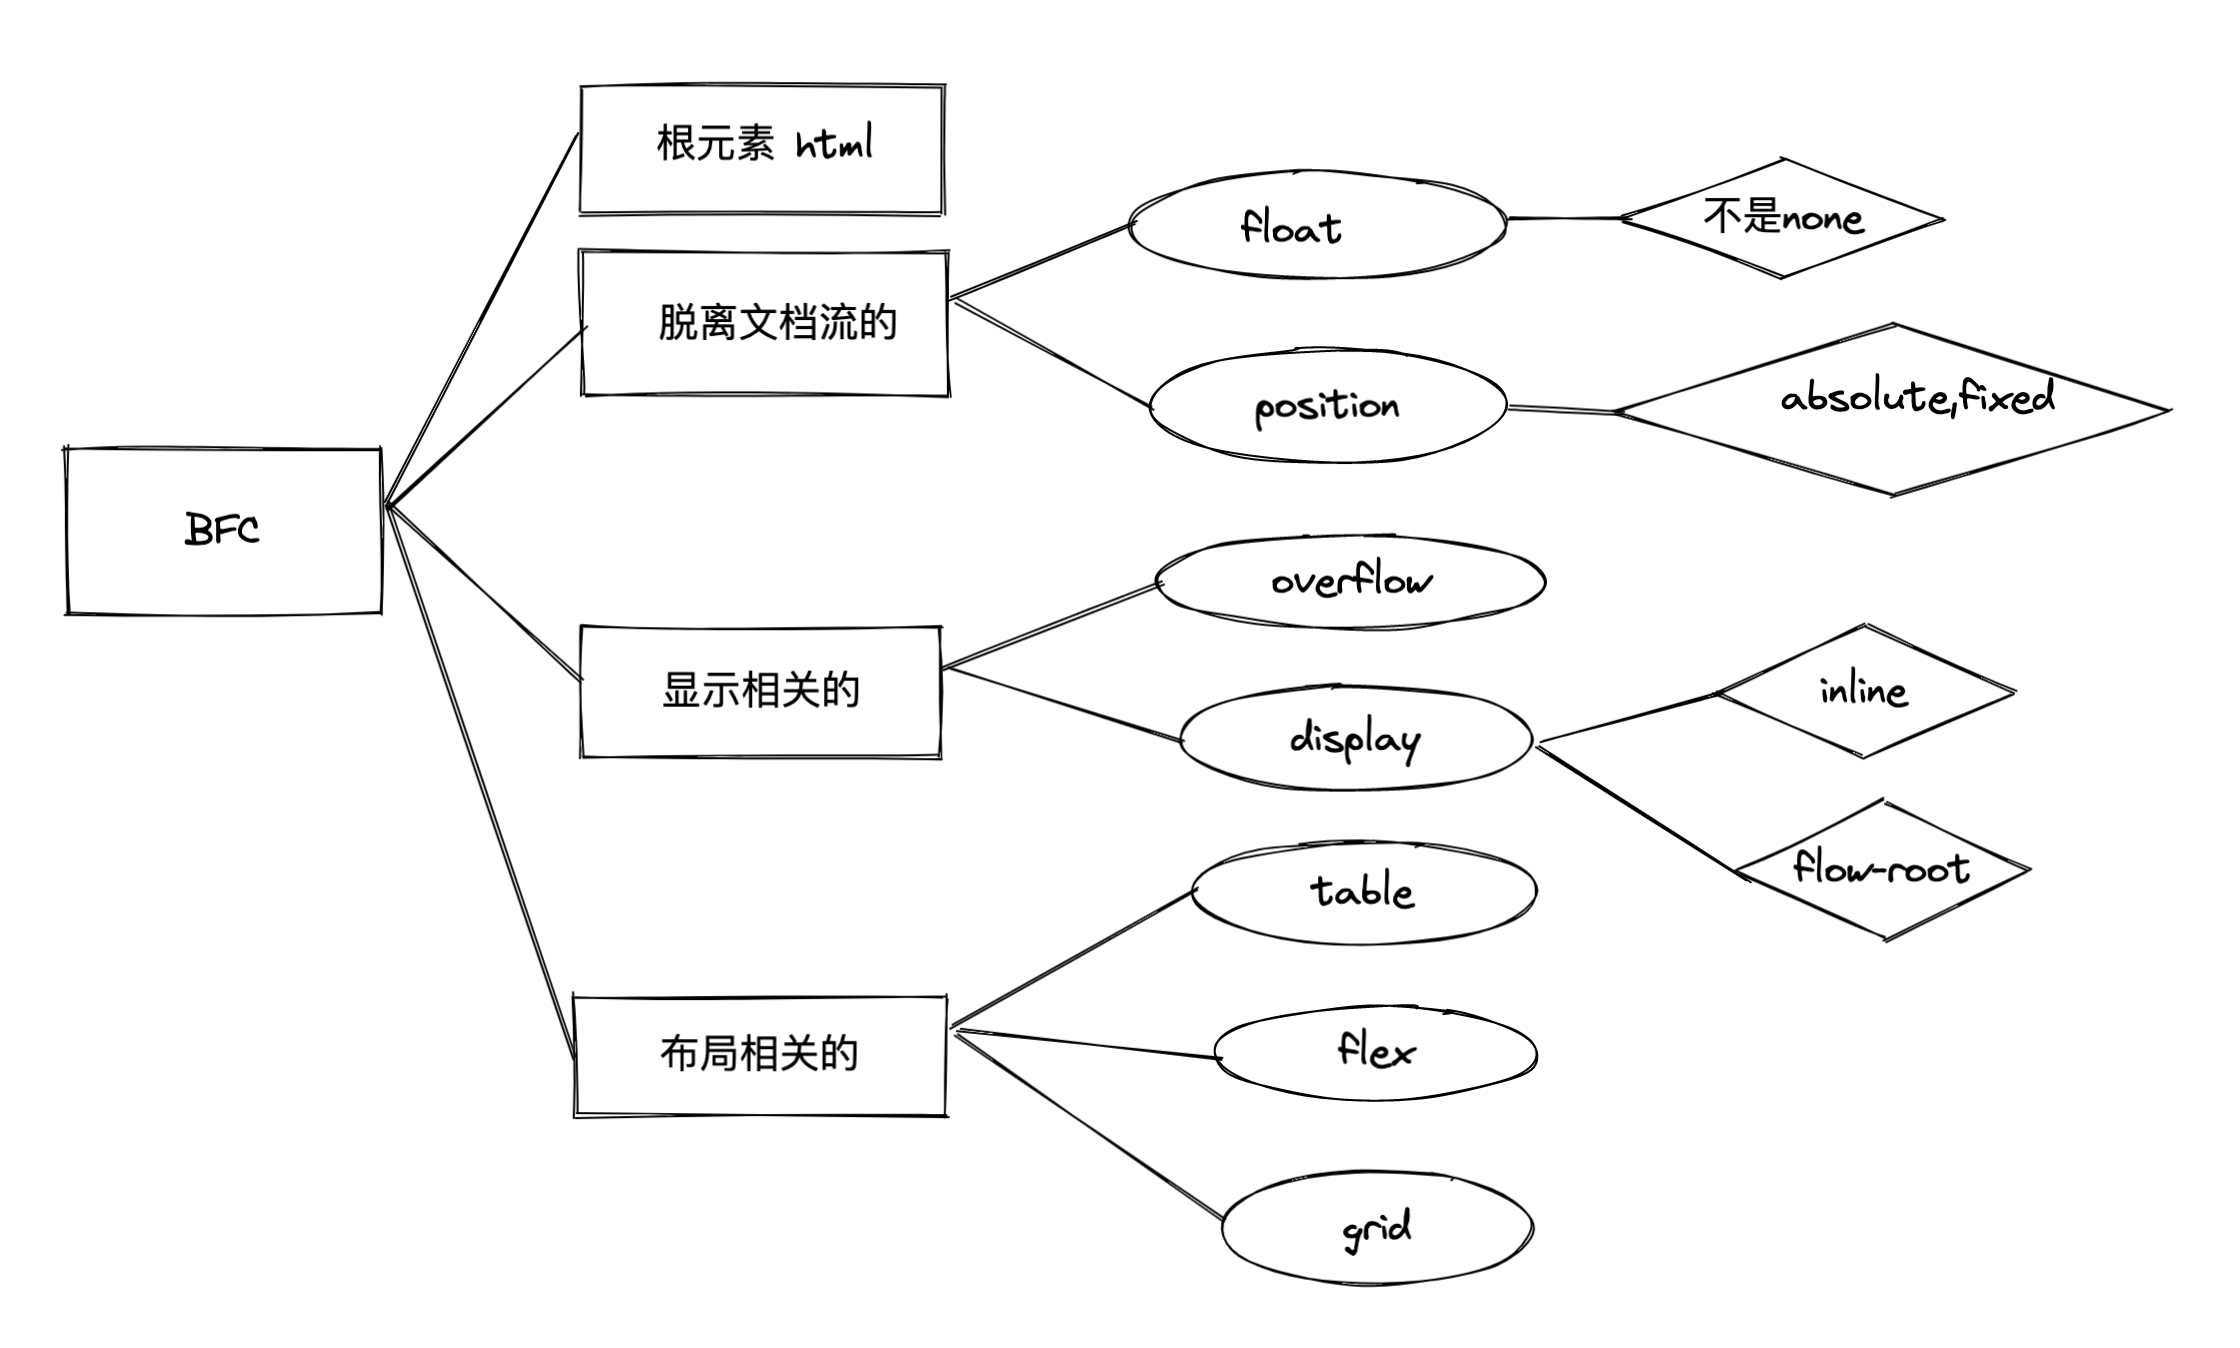 根元素 html
float
不是none
脱离文档流的
position
absolute,fixed
BFC
overflow
显示相关的
display
inline
flow-root
table
布局相关的
flex
grid